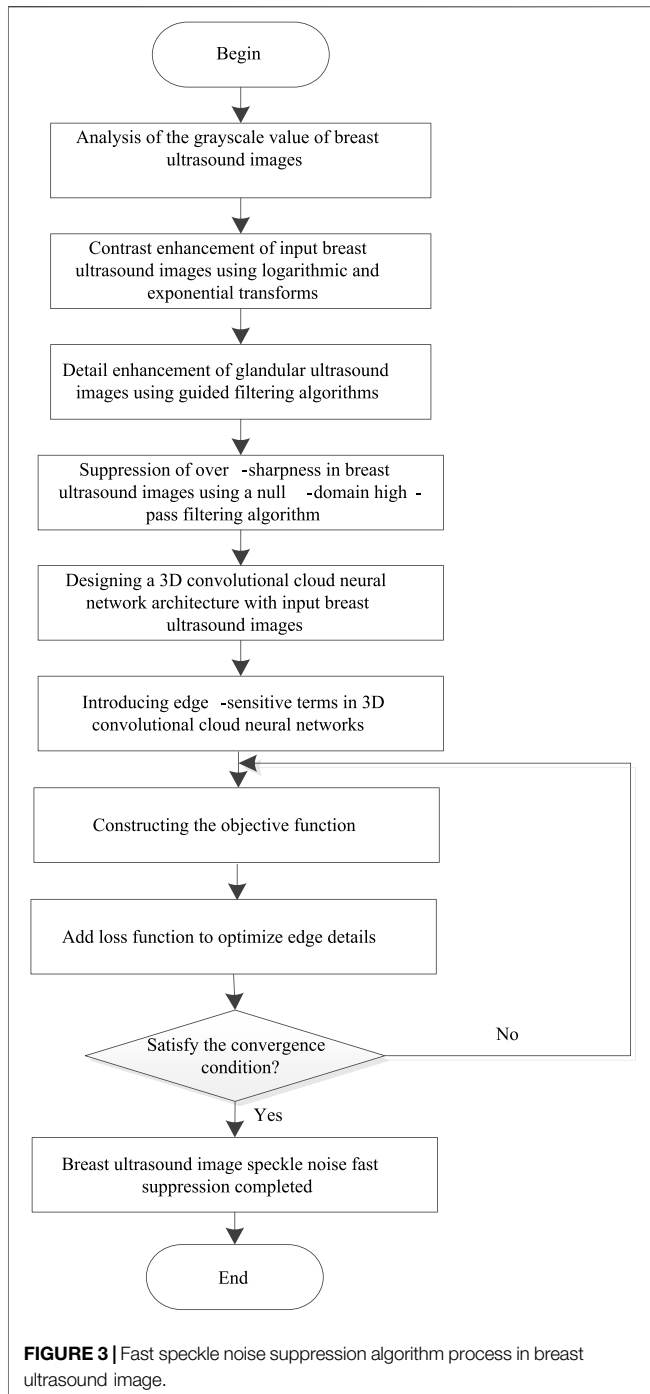 Begin
Analysis of the grayscale value of breast
ultrasound images
Contrast enhancement of input breast
ultrasound images using logarithmic and
exponential transforms
Detail enhancement of glandular ultrasound
images using guided filtering algorithms
Suppression of over -sharpness in breast
ultrasound images using a null -domain high -
pass filtering algorithm
Designing a 3D convolutional cloud neural
network architecture with input breast
ultrasound images
Introducing edge -sensitive terms in 3D
convolutional cloud neural networks
Constructing the objective function
Add loss function to optimize edge details
Satisfy the convergence
condition?
No
Yes
Breast ultrasound image speckle noise fast
suppression completed
End
FIGURE 3 | Fast speckle noise suppression algorithm process in breast
ultrasound image.